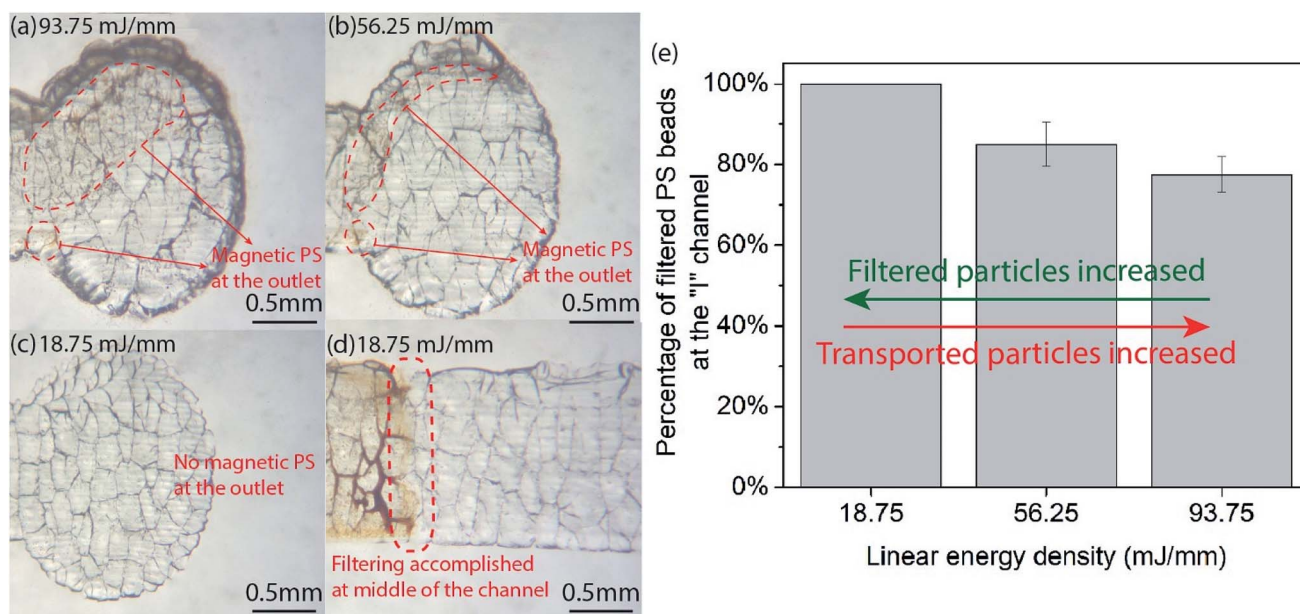 (a)93.75 mJ/mm
Magnetic PS
at the outlet
0.5mm
(b)56.25 mJ/mm
Magnetic PS
at the outlet
0.5mm
(c)18.75 mJ/mm
No magnetic PS
at the outlet
0.5mm
(d)18.75 mJ/mm
Filtering accomplished
at middle of the channel
0.5mm
(e)
Percentage of filtered PS beads
at the "I" channel
100%
80%
60%
40%
20%
0%
Filtered particles increased
Transported particles increased
18.75 56.25 93.75
Linear energy density (mJ/mm)